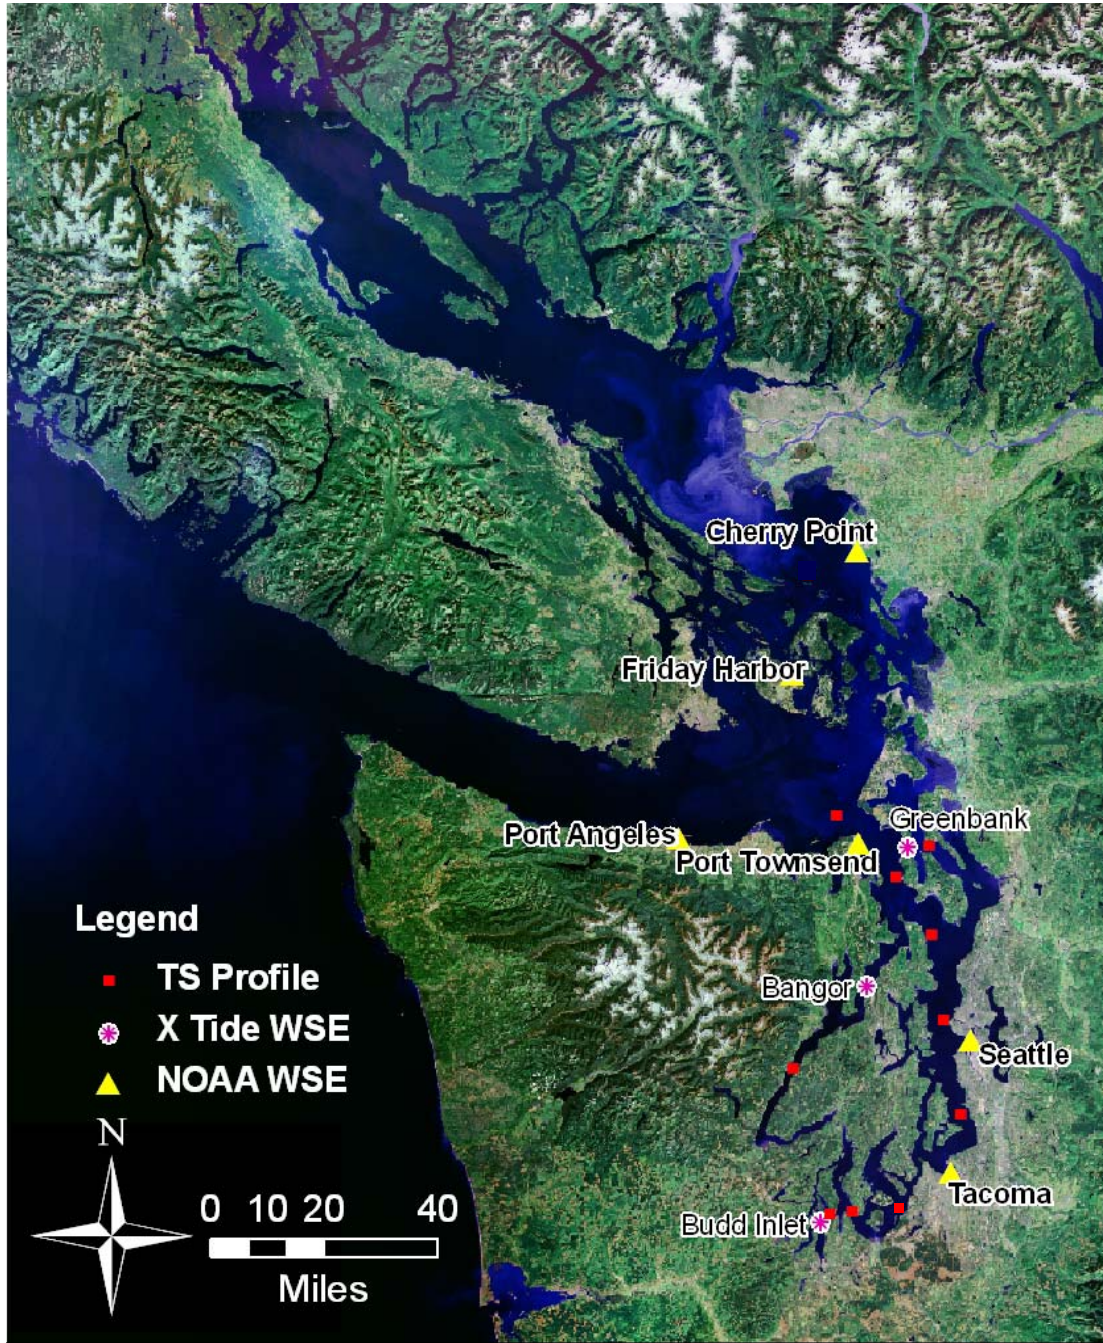 Cherry Point
Friday Harbor
Greenbank
Port Angeles
Port Townsend
Legend
TS Profile
X Tide WSE
NOAA WSE
Bangor
Seattle
N
0 10 20 40
Miles
Tacoma
Budd Inlet